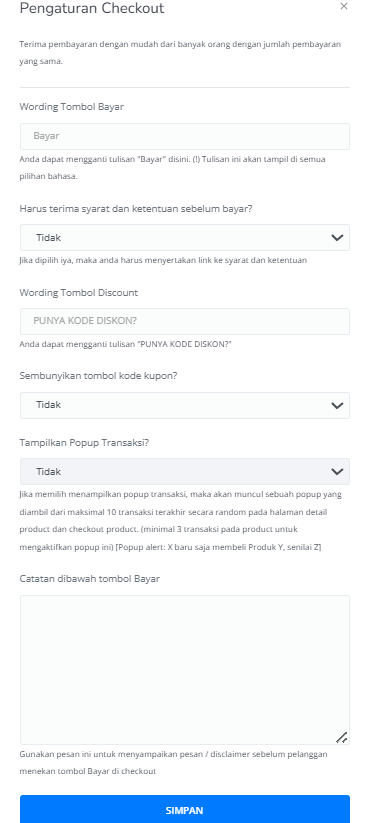 Pengaturan Checkout
×
Terima pembayaran dengan mudah dari banyak orang dengan jumlah pembayaran
yang sama.
Wording Tombol Bayar
Bayar
Anda dapat mengganti tulisan "Bayar" disini. (!) Tulisan ini akan tampil di semua
pilihan bahasa.
Harus terima syarat dan ketentuan sebelum bayar?
Tidak
Jika dipilih iya, maka anda harus menyertakan link ke syarat dan ketentuan
Wording Tombol Discount
PUNYA KODE DISKON?
Anda dapat mengganti tulisan "PUNYA KODE DISKON?"
Sembunyikan tombol kode kupon?
Tidak
Tampilkan Popup Transaksi?
Tidak
Jika memilih menampilkan popup transaksi, maka akan muncul sebuah popup yang
diambil dari maksimal 10 transaksi terakhir secara random pada halaman detail
product dan checkout product. (minimal 3 transaksi pada product untuk
mengaktifkan popup ini) [Popup alert: X baru saja membeli Produk Y, senilai Z]
Catatan dibawah tombol Bayar
Gunakan pesan ini untuk menyampaikan pesan / disclaimer sebelum pelanggan
menekan tombol Bayar di checkout
SIMPAN